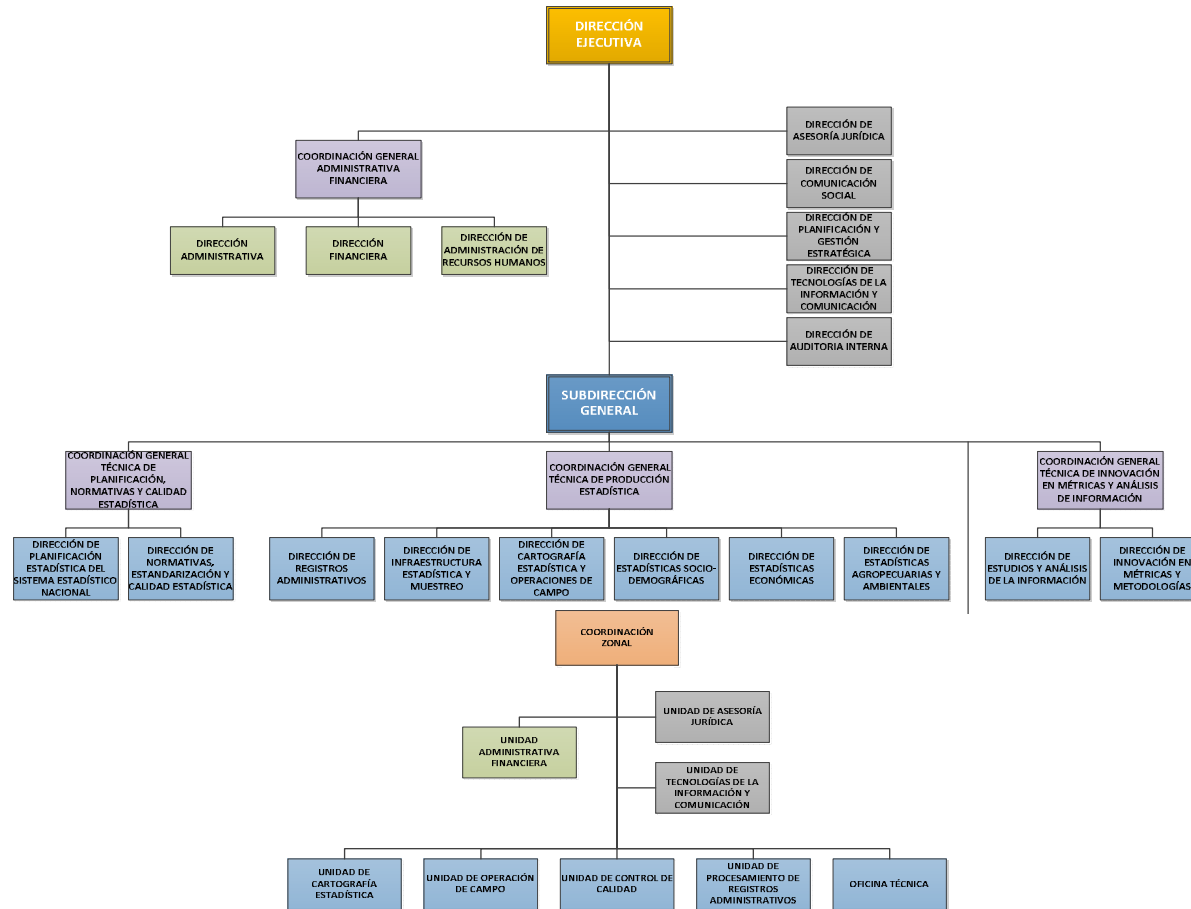 DIRECCIÓN
EJECUTIVA
DIRECCIÓN DE
ASESORÍA JURÍDICA
COORDINACIÓN GENERAL
ADMINISTRATIVA
FINANCIERA
DIRECCIÓN DE
COMUNICACIÓN
SOCIAL
DIRECCIÓN
ADMINISTRATIVA
DIRECCIÓN
FINANCIERA
DIRECCIÓN DE
ADMINISTRACIÓN DE
RECURSOS HUMANOS
DIRECCIÓN DE
PLANIFICACIÓN Y
GESTIÓN
ESTRATÉGICA
DIRECCIÓN DE
TECNOLOGÍAS DE LA
INFORMACIÓN Y
COMUNICACIÓN
DIRECCIÓN DE
AUDITORIA INTERNA
SUBDIRECCIÓN
GENERAL
COORDINACIÓN GENERAL
TÉCNICA DE
PLANIFICACIÓN,
NORMATIVAS Y CALIDAD
ESTADÍSTICA
COORDINACIÓN GENERAL
TÉCNICA DE PRODUCCIÓN
ESTADÍSTICA
COORDINACIÓN GENERAL
TÉCNICA DE INNOVACIÓN
EN MÉTRICAS Y ANÁLISIS
DE INFORMACIÓN
DIRECCIÓN DE
PLANIFICACIÓN
ESTADÍSTICA DEL
SISTEMA ESTADÍSTICO
NACIONAL
DIRECCIÓN DE
NORMATIVAS,
ESTANDARIZACIÓN Y
CALIDAD ESTADÍSTICA
DIRECCIÓN DE
REGISTROS
ADMINISTRATIVOS
DIRECCIÓN DE
INFRAESTRUCTURA
ESTADÍSTICA Y
MUESTREO
DIRECCIÓN DE
CARTOGRAFÍA
ESTADÍSTICA Y
OPERACIONES DE
CAMPO
DIRECCIÓN DE
ESTADÍSTICAS SOCIO-
DEMOGRÁFICAS
DIRECCIÓN DE
ESTADÍSTICAS
ECONÓMICAS
DIRECCIÓN DE
ESTADÍSTICAS
AGROPECUARIAS Y
AMBIENTALES
DIRECCIÓN DE
ESTUDIOS Y ANÁLISIS
DE LA INFORMACIÓN
DIRECCIÓN DE
INNOVACIÓN EN
MÉTRICAS Y
METODOLOGÍAS
COORDINACIÓN
ZONAL
UNIDAD DE ASESORÍA
JURÍDICA
UNIDAD
ADMINISTRATIVA
FINANCIERA
UNIDAD DE
TECNOLOGÍAS DE LA
INFORMACIÓN Y
COMUNICACIÓN
UNIDAD DE
CARTOGRAFÍA
ESTADÍSTICA
UNIDAD DE OPERACIÓN
DE CAMPO
UNIDAD DE CONTROL DE
CALIDAD
UNIDAD DE
PROCESAMIENTO DE
REGISTROS
ADMINISTRATIVOS
OFICINA TÉCNICA